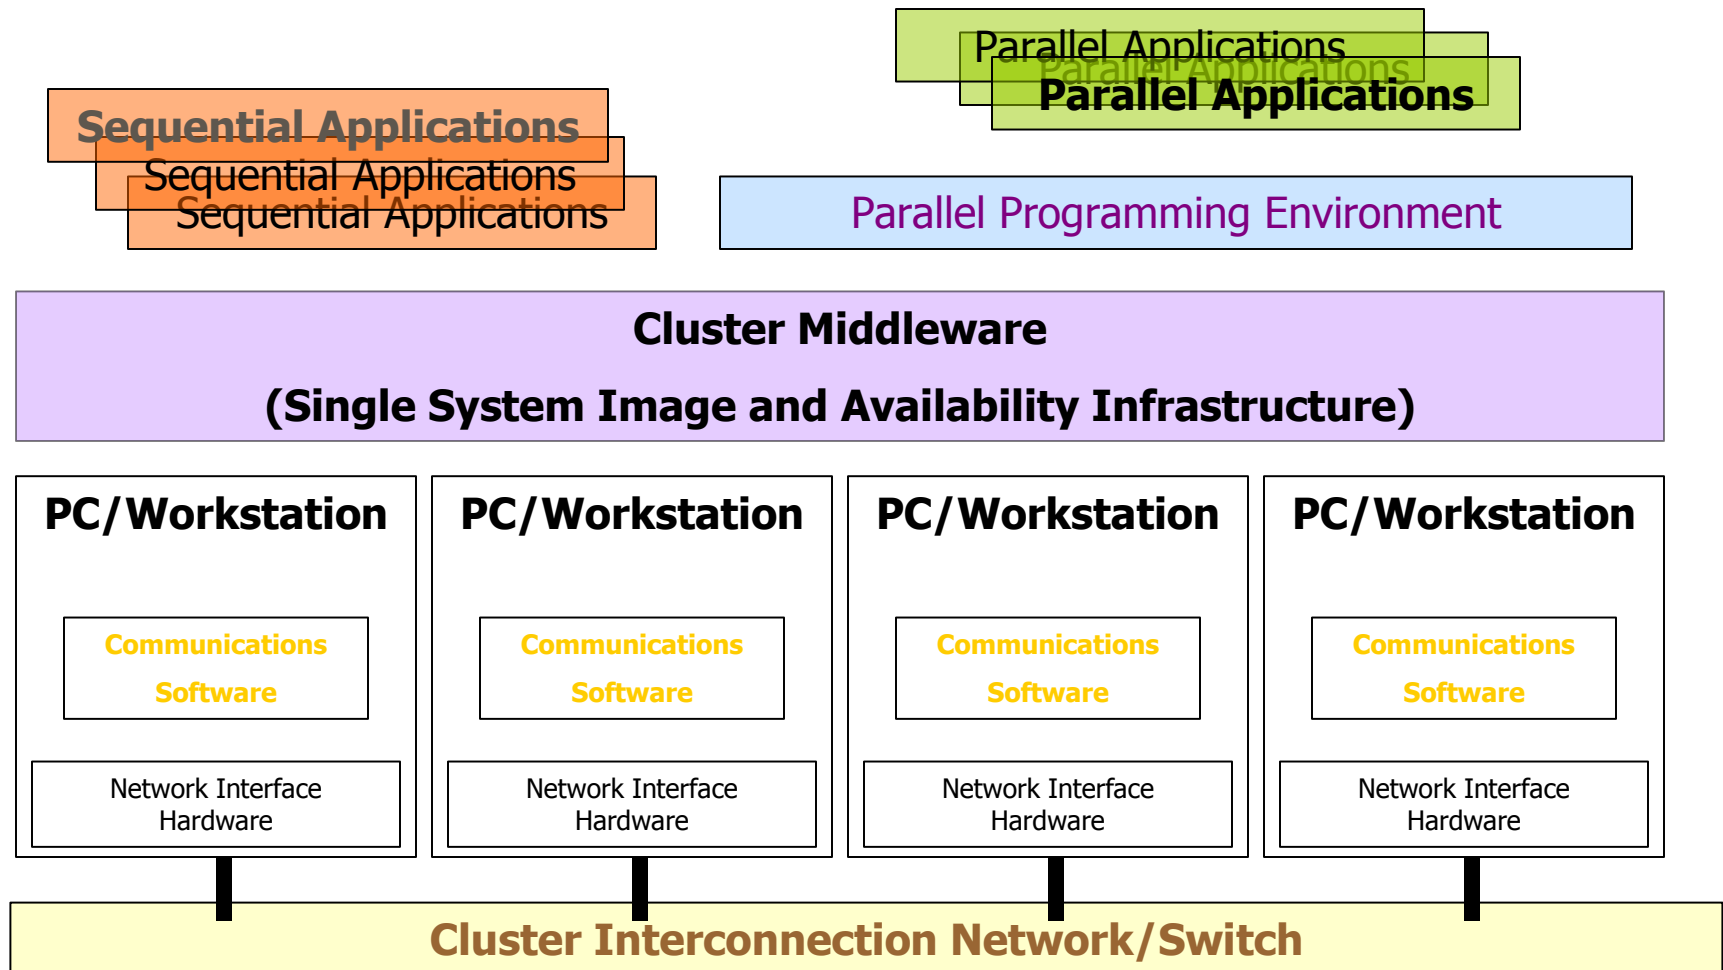 Parallel Applications
Parallel Applications
Parallel Applications
Sequential Applications
Sequential Applications
Sequential Applications
Parallel Programming Environment
Cluster Middleware
(Single System Image and Availability Infrastructure)
PC/Workstation
Communications
Software
Network Interface
Hardware
PC/Workstation
Communications
Software
Network Interface
Hardware
PC/Workstation
Communications
Software
Network Interface
Hardware
PC/Workstation
Communications
Software
Network Interface
Hardware
Cluster Interconnection Network/Switch